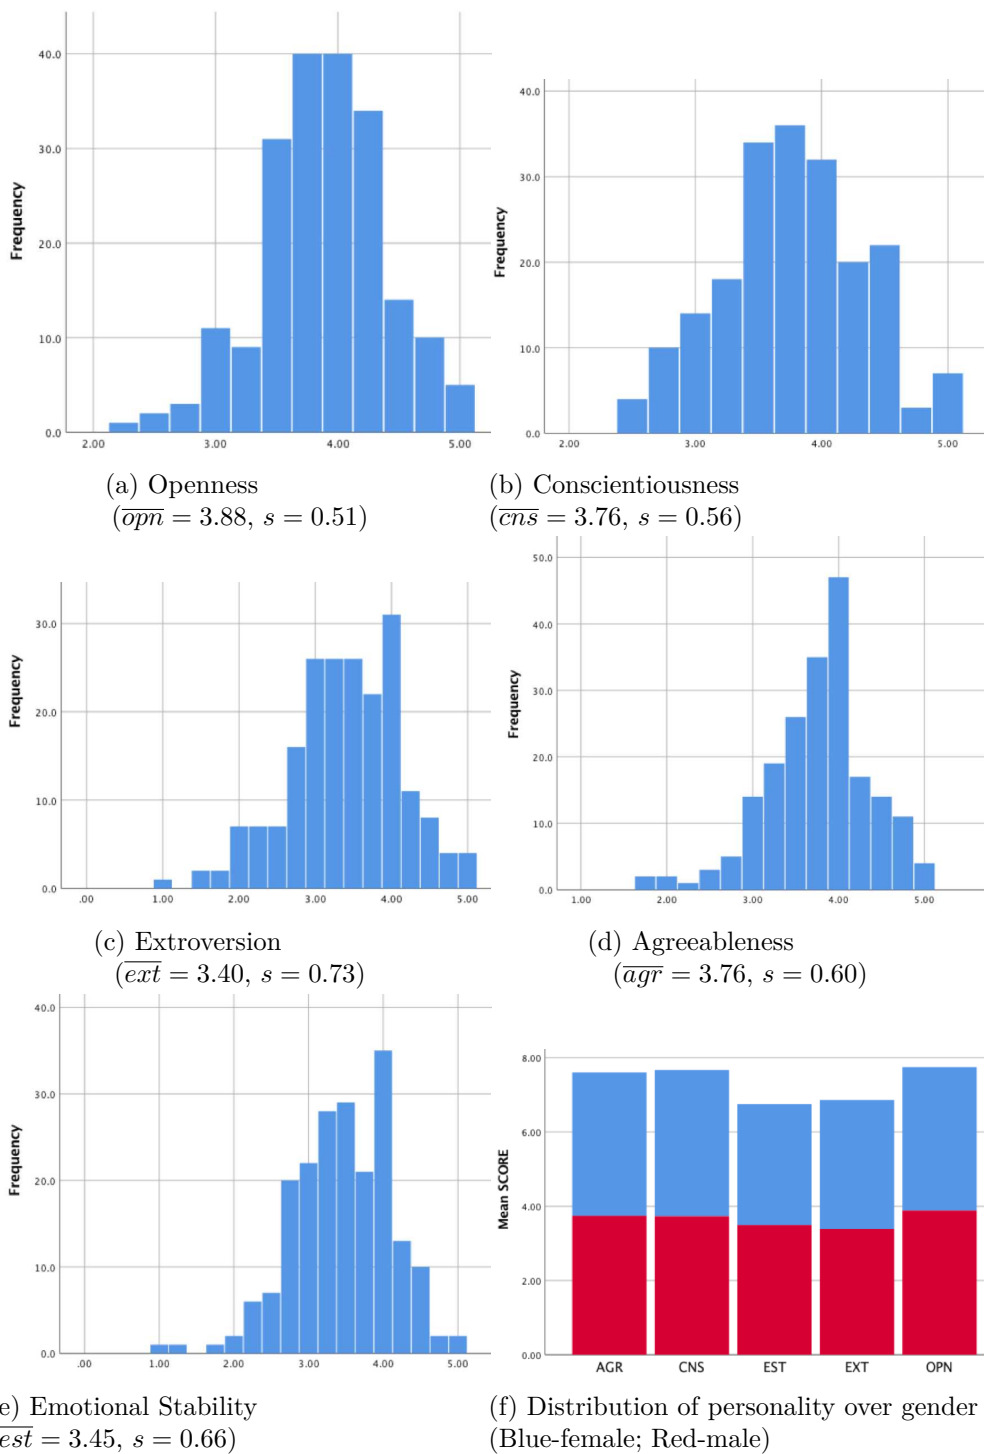 40.0
30.0
20.0
10.0
0.0
Frequency
2.00 3.00 4.00 5.00
(a) Openness
(opn = 3.88, s = 0.51)
40.0
30.0
20.0
10.0
0.0
Frequency
2.00 3.00 4.00 5.00
(b) Conscientiousness
(cns = 3.76, s = 0.56)
30.0
20.0
10.0
0.0
Frequency
.00 1.00 2.00 3.00 4.00 5.00
(c) Extroversion
(ext = 3.40, s = 0.73)
50.0
40.0
30.0
20.0
10.0
0.0
Frequency
1.00 2.00 3.00 4.00 5.00
(d) Agreeableness
(agr = 3.76, s = 0.60)
40.0
30.0
20.0
10.0
0.0
Frequency
.00 1.00 2.00 3.00 4.00 5.00
e) Emotional Stability
est = 3.45, s = 0.66)
8.00
6.00
4.00
2.00
0.00
Mean SCORE
AGR CNS EST EXT OPN
(f) Distribution of personality over gender
(Blue-female; Red-male)